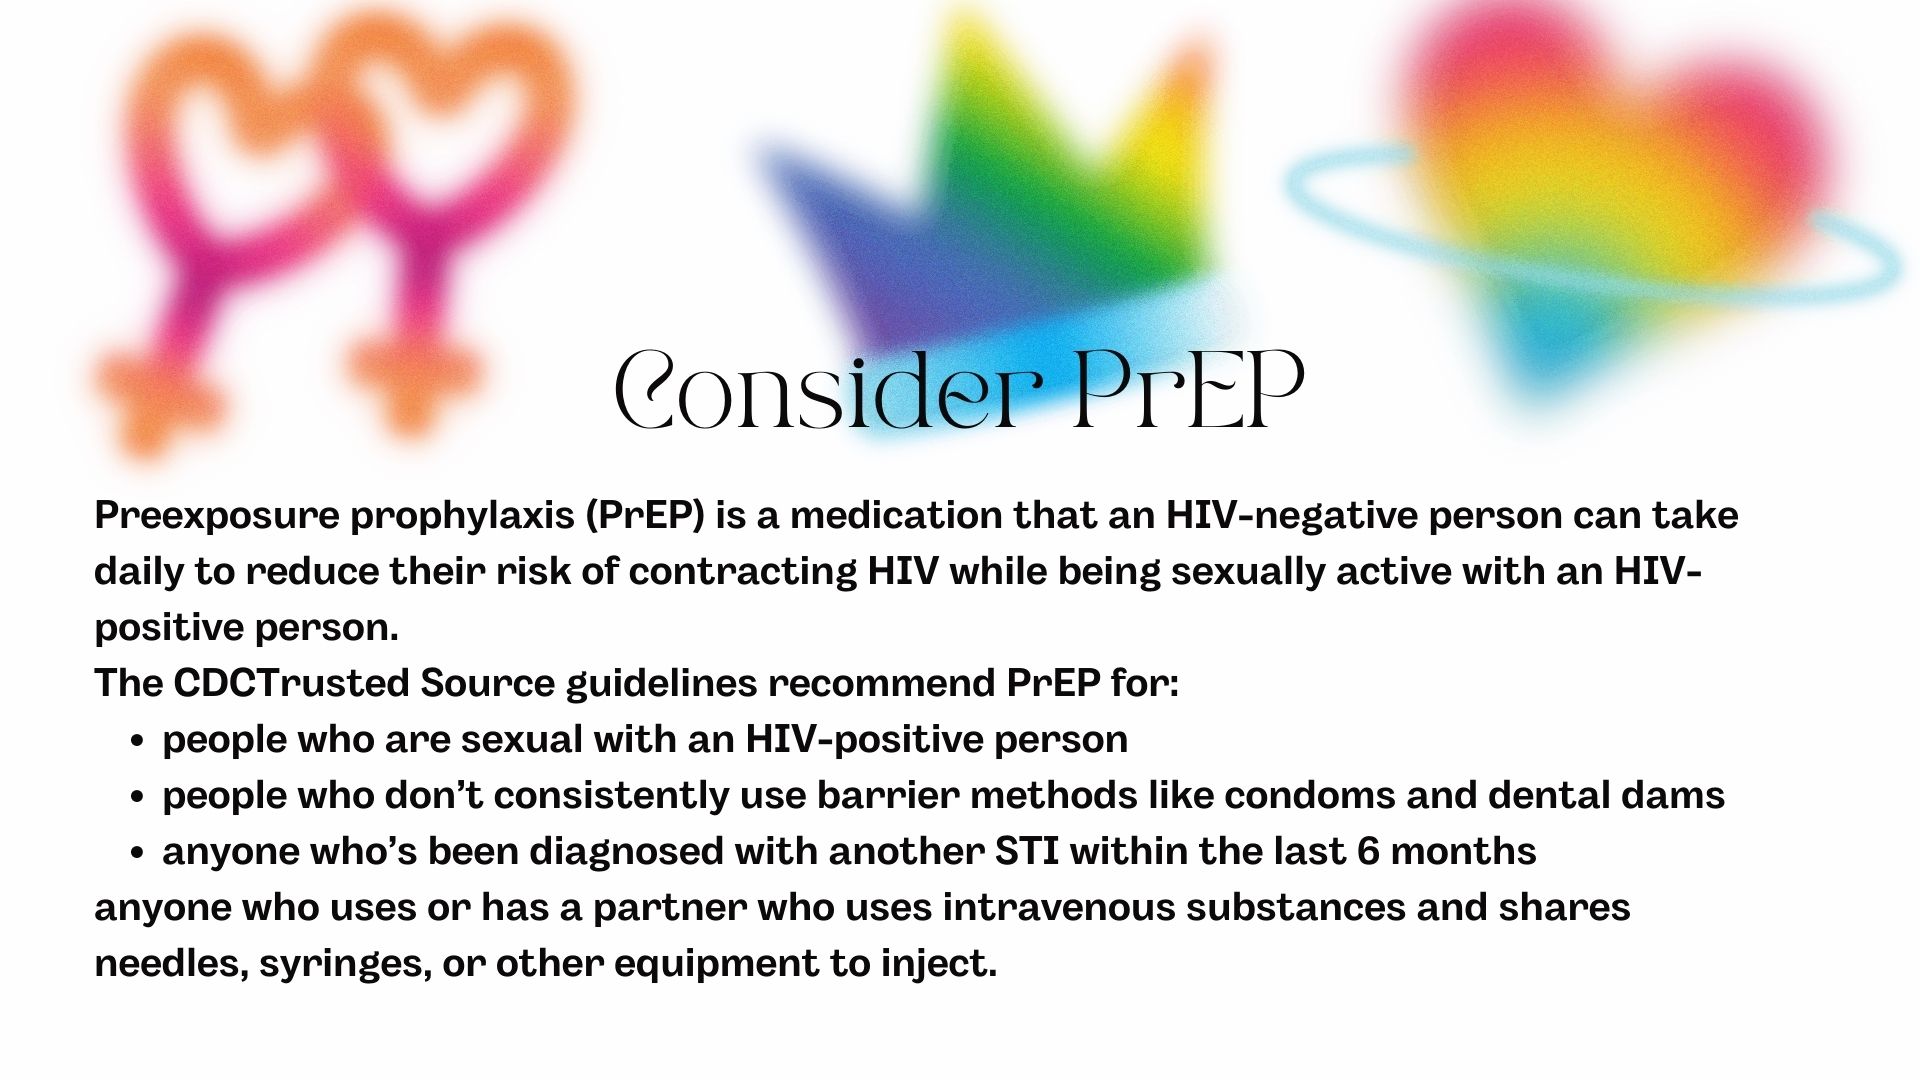 Consider PrEP
Preexposure prophylaxis (PrEP) is a medication that an HIV-negative person can take
daily to reduce their risk of contracting HIV while being sexually active with an HIV-
positive person.
The CDCTrusted Source guidelines recommend PrEP for:
• people who are sexual with an HIV-positive person
• people who don’t consistently use barrier methods like condoms and dental dams
• anyone who’s been diagnosed with another STI within the last 6 months
anyone who uses or has a partner who uses intravenous substances and shares
needles, syringes, or other equipment to inject.